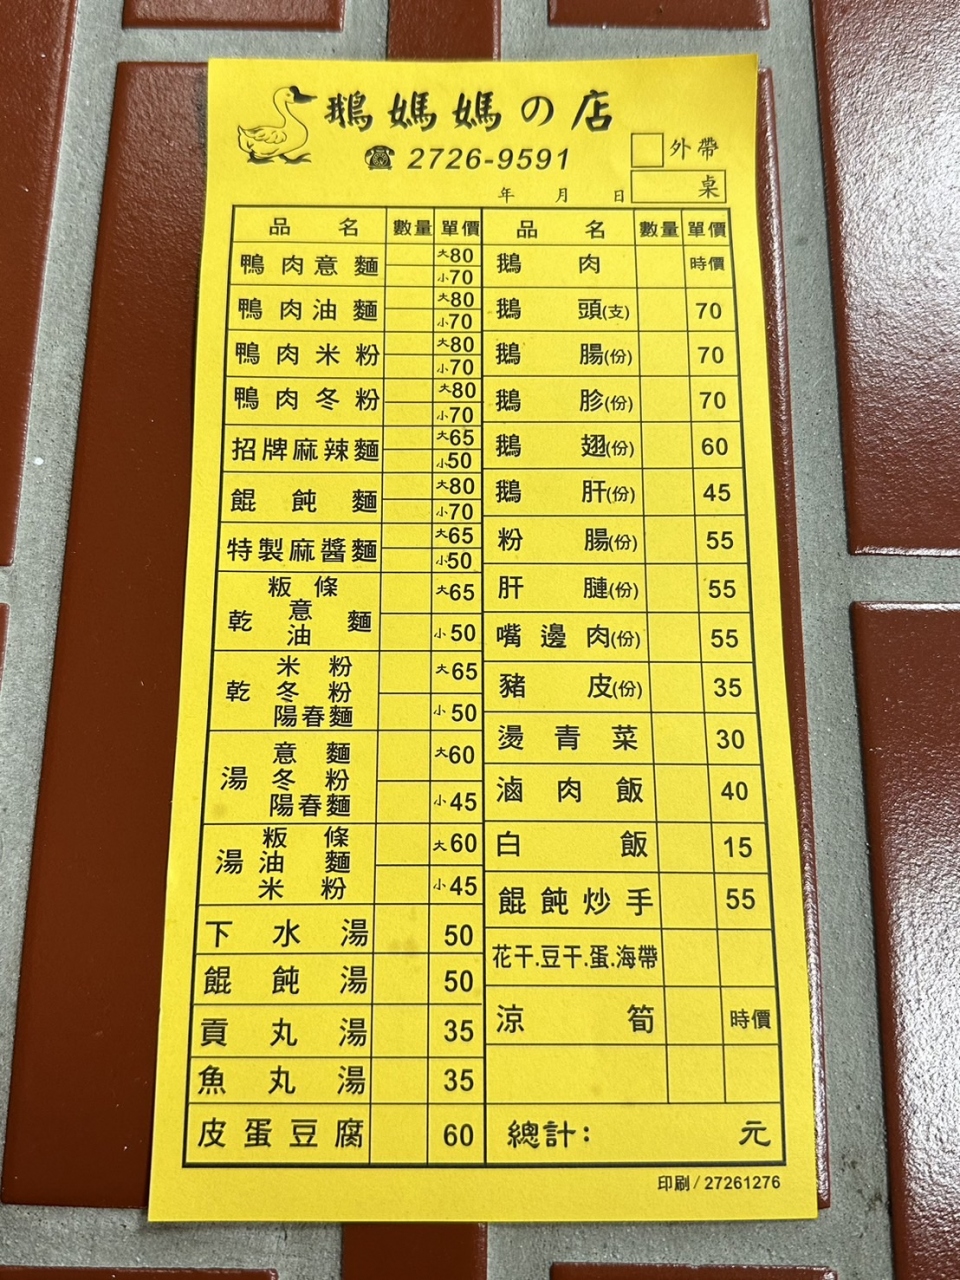 鵝媽媽の店
☎ 2726-9591
外帶
年 月 日 桌
品名 數量 單價
鴨肉意麵 大80 小70
鴨肉油麵 大80 小70
鴨肉米粉 大80 小70
鴨肉冬粉 大80 小70
招牌麻辣麵 大65 小50
餛飩麵 大80 小70
特製麻醬麵 大65 小50
乾 粄條 意 油 麵 大65 小50
乾 米粉 冬粉 陽春麵 大65 小50
湯 意麵 冬粉 陽春麵 大60 小45
湯 粄條 油麵 米粉 大60 小45
下水湯 50
餛飩湯 50
貢丸湯 35
魚丸湯 35
皮蛋豆腐 60
品名 數量 單價
鵝肉 時價
鵝頭(支) 70
鵝腸(份) 70
鵝胗(份) 70
鵝翅(份) 60
鵝肝(份) 45
粉腸(份) 55
肝腱(份) 55
嘴邊肉(份) 55
豬皮(份) 35
燙青菜 30
滷肉飯 40
白飯 15
餛飩炒手 55
花干.豆干.蛋.海帶
涼筍 時價
總計: 元
印刷/27261276